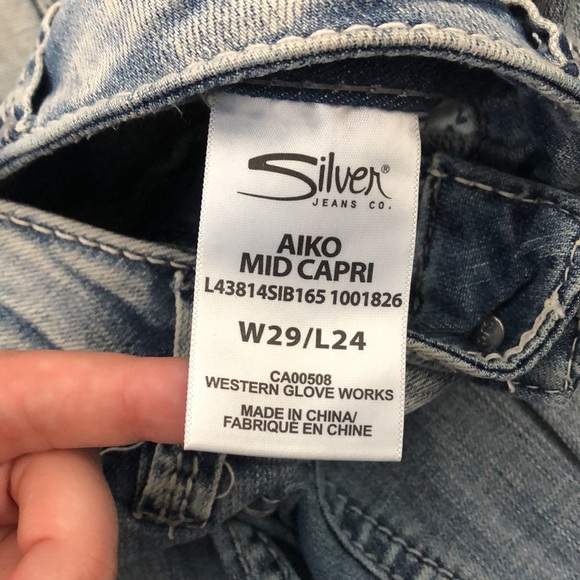 Silver®
JEANS CO.
AIKO
MID CAPRI
L43814SIB165 1001826
W29/L24
CA00508
WESTERN GLOVE WORKS
MADE IN CHINA/
FABRIQUÉ EN CHINE